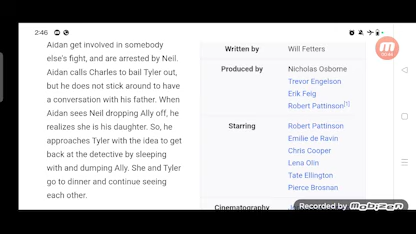 2:46
Aidan get involved in somebody
else's fight, and are arrested by Neil.
Aidan calls Charles to bail Tyler out,
but he does not stick around to have
a conversation with his father. When
Aidan sees Neil dropping Ally off, he
realizes she is his daughter. So, he
approaches Tyler with the idea to get
back at the detective by sleeping
with and dumping Ally. She and Tyler
go to dinner and continue seeing
each other.
Written by Will Fetters
Produced by Nicholas Osborne
Trevor Engelson
Erik Feig
Robert Pattinson[1]
Starring Robert Pattinson
Emilie de Ravin
Chris Cooper
Lena Olin
Tate Ellington
Pierce Brosnan
Cinematography
Recorded by Mobizen